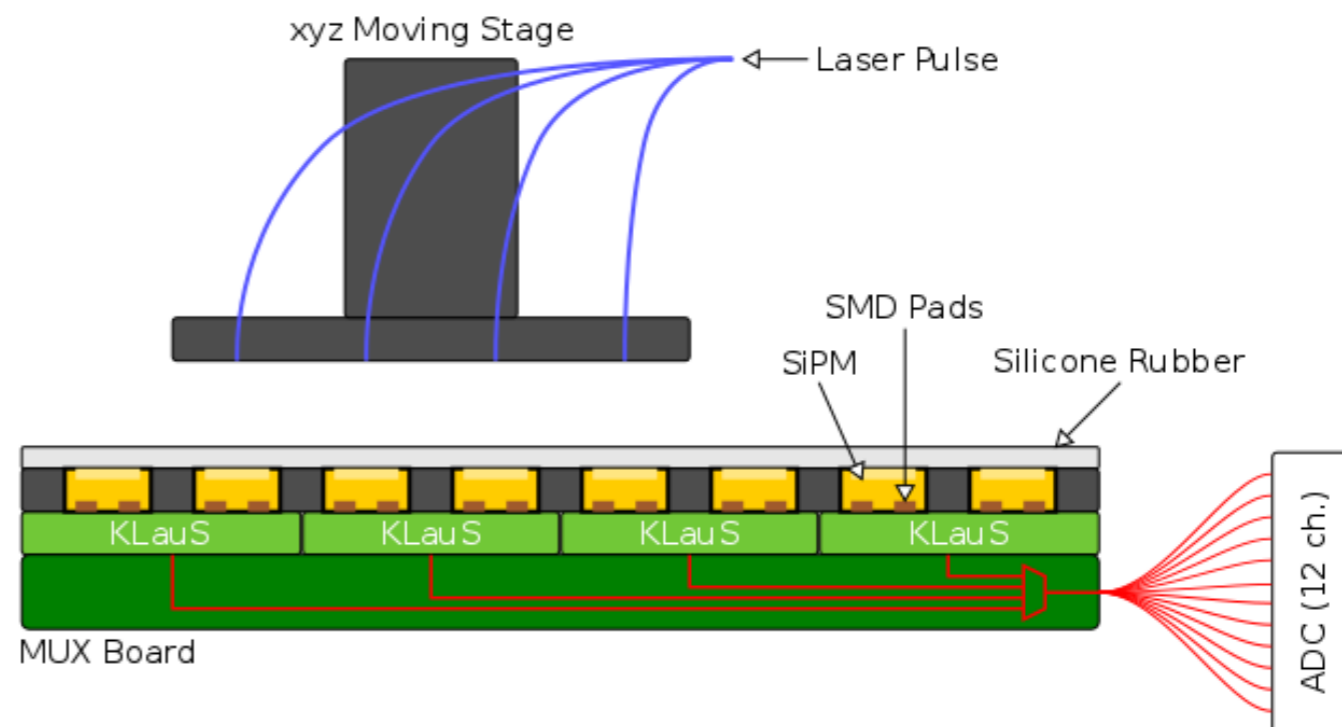 xyz Moving Stage
Laser Pulse
SMD Pads
SiPM
Silicone Rubber
KLauS
KLauS
KLauS
KLauS
MUX Board
ADC (12 ch.)